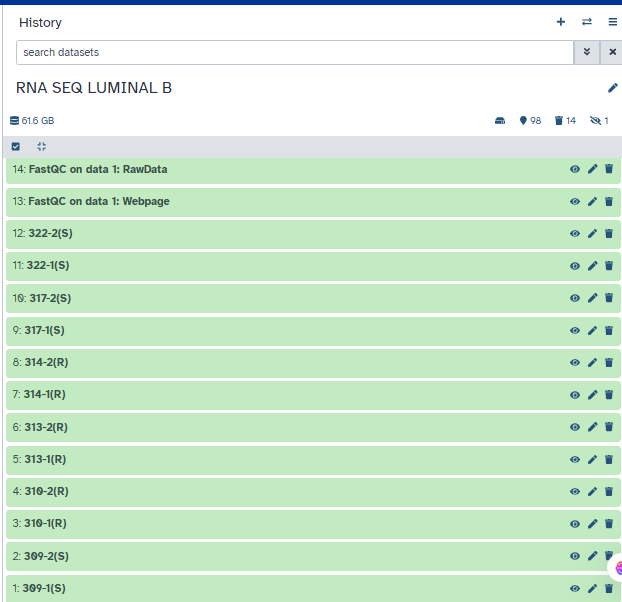 History
search datasets
RNA SEQ LUMINAL B
61.6 GB 98 14 1
14: FastQC on data 1: RawData
13: FastQC on data 1: Webpage
12: 322-2(S)
11: 322-1(S)
10: 317-2(S)
9: 317-1(S)
8: 314-2(R)
7: 314-1(R)
6: 313-2(R)
5: 313-1(R)
4: 310-2(R)
3: 310-1(R)
2: 309-2(S)
1: 309-1(S)